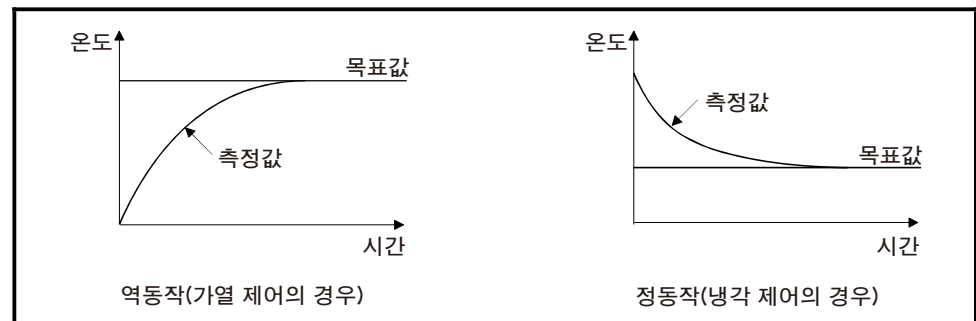 온도
목표값
측정값
시간
역동작(가열 제어의 경우)
온도
측정값
목표값
시간
정동작(냉각 제어의 경우)